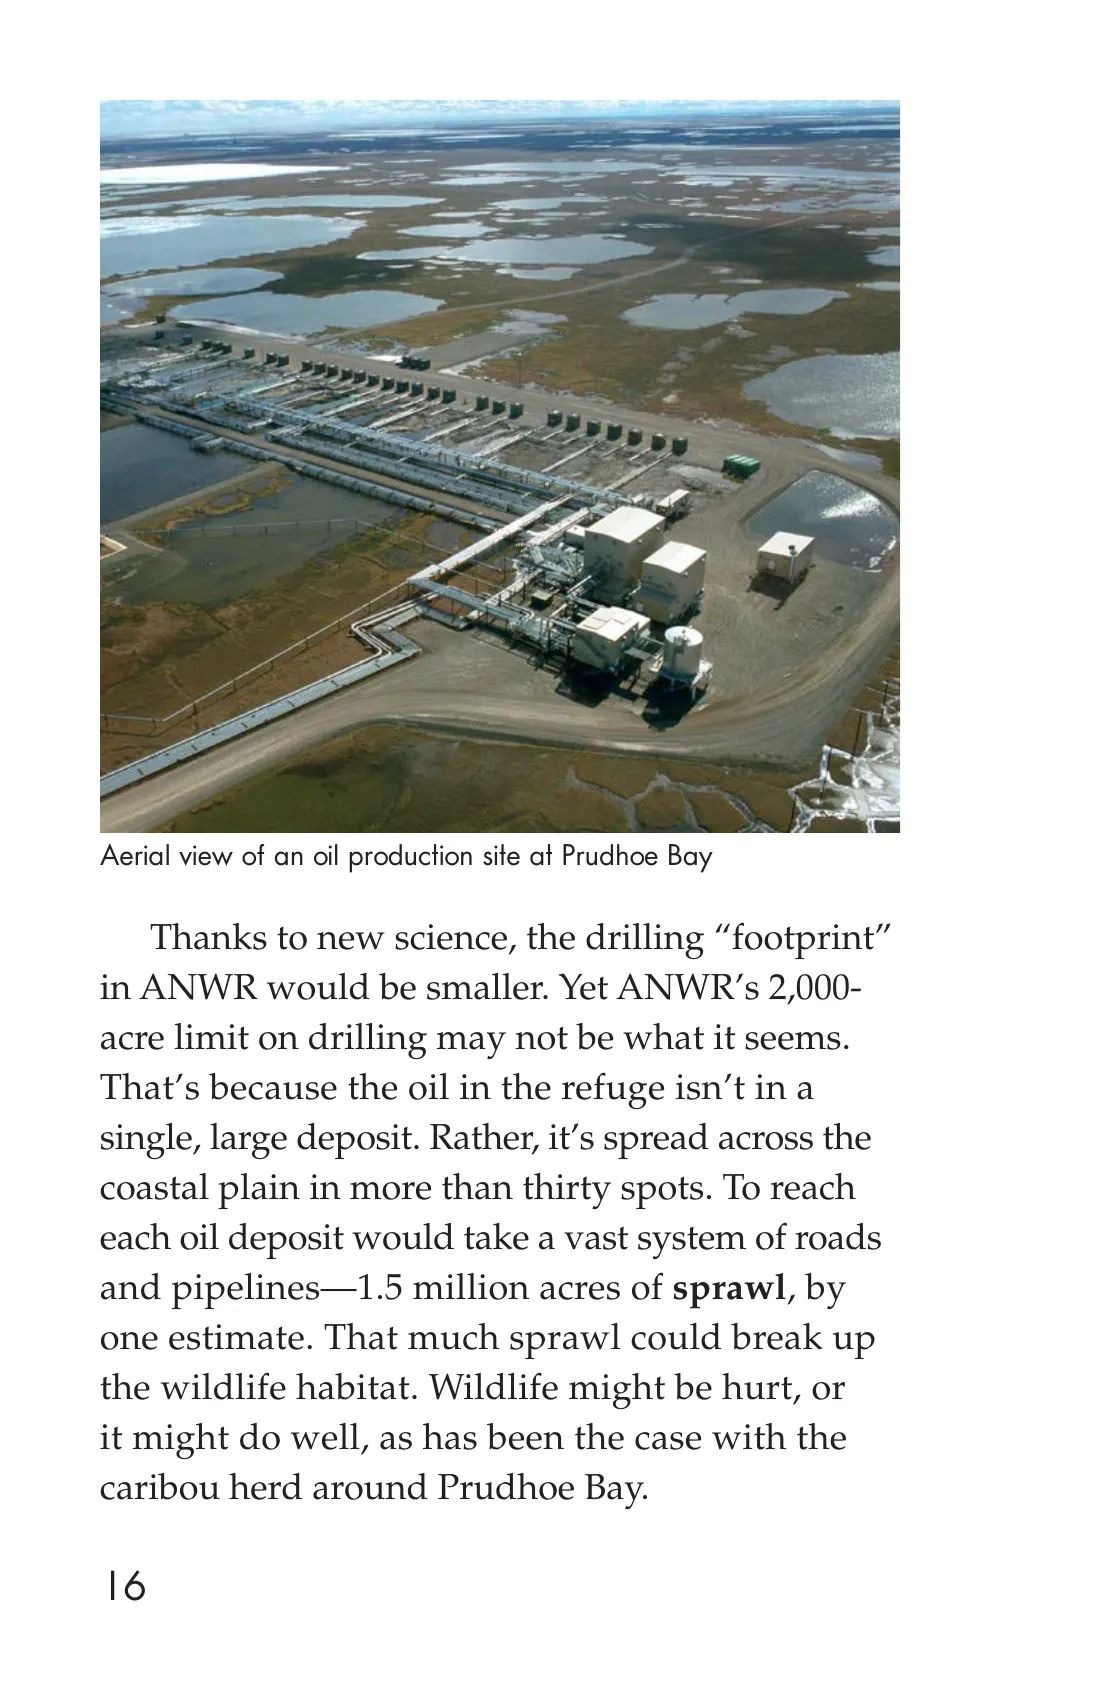 Aerial view of an oil production site at Prudhoe Bay
Thanks to new science, the drilling “footprint”
in ANWR would be smaller. Yet ANWR’s 2,000-
acre limit on drilling may not be what it seems.
That’s because the oil in the refuge isn’t in a
single, large deposit. Rather, it’s spread across the
coastal plain in more than thirty spots. To reach
each oil deposit would take a vast system of roads
and pipelines—1.5 million acres of sprawl, by
one estimate. That much sprawl could break up
the wildlife habitat. Wildlife might be hurt, or
it might do well, as has been the case with the
caribou herd around Prudhoe Bay.
16